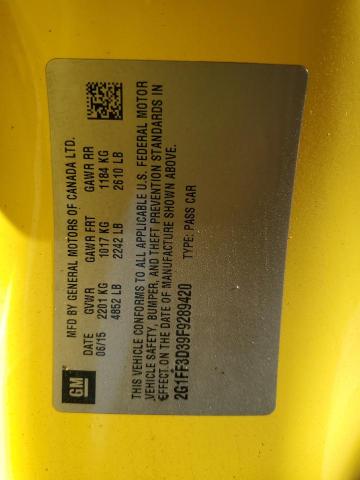 MFD BY GENERAL MOTORS OF CANADA LTD.
DATE GVWR GAWR FRT GAWR RR
06/15 2201 KG 1017 KG 1184 KG
4852 LB 2242 LB 2610 LB
THIS VEHICLE CONFORMS TO ALL APPLICABLE U.S. FEDERAL MOTOR
VEHICLE SAFETY, BUMPER, AND THEFT PREVENTION STANDARDS IN
EFFECT ON THE DATE OF MANUFACTURE SHOWN ABOVE.
2G1FF3D39F9289420 TYPE: PASS CAR
GM